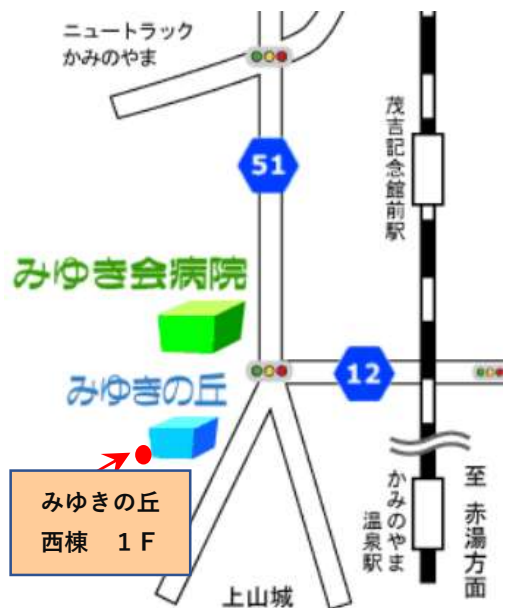 ニュートラック
かみのやま
51
茂吉記念館前駅
みゆき会病院
12
みゆきの丘
みゆきの丘
西棟　１Ｆ
かみのやま
温泉駅
至　赤湯方面
上山城